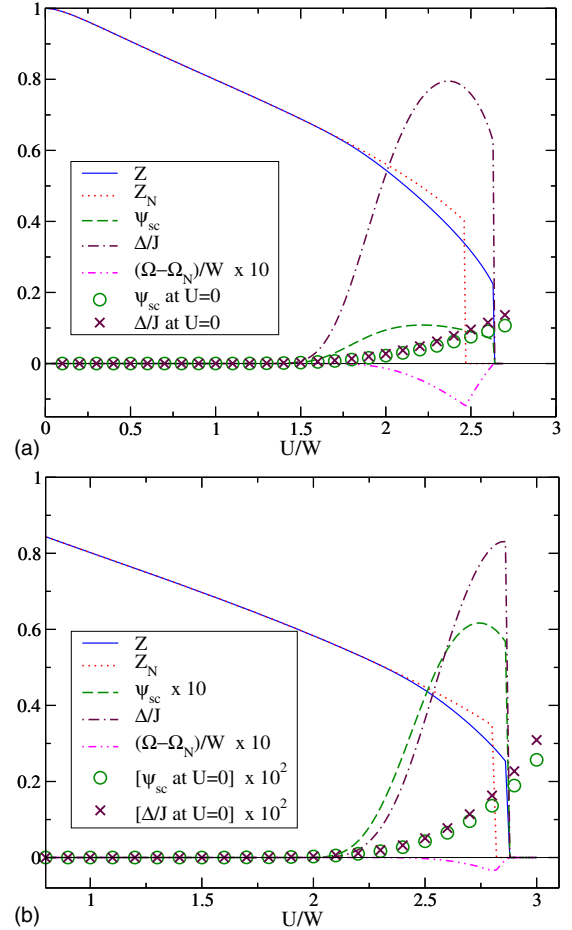 1
0.8
0.6
0.4
0.2
0
Z
Z_N
ψ_sc
Δ/J
(Ω−Ω_N)/W x 10
ψ_sc at U=0
Δ/J at U=0
0 0.5 1 1.5 2 2.5 3
(a) U/W
1
0.8
0.6
0.4
0.2
0
Z
Z_N
ψ_sc x 10
Δ/J
(Ω−Ω_N)/W x 10
[ψ_sc at U=0] x 10^2
[Δ/J at U=0] x 10^2
1 1.5 2 2.5 3
(b) U/W